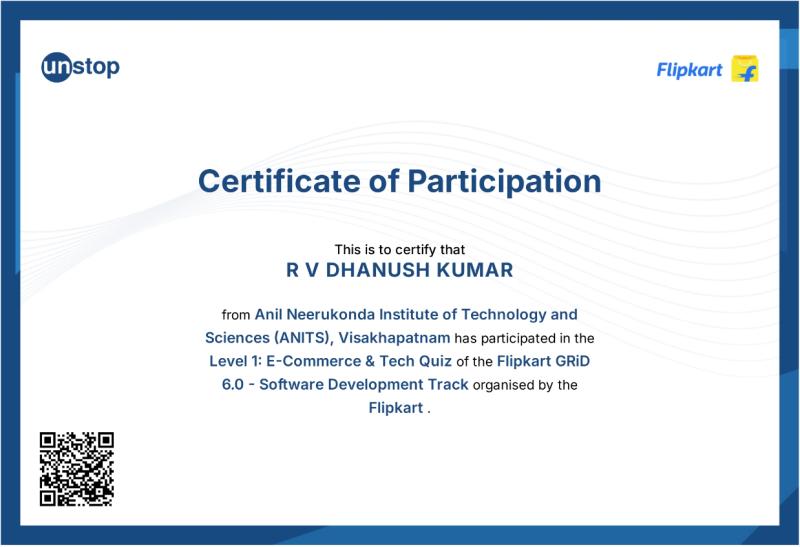 unstop
Flipkart
Certificate of Participation
This is to certify that
R V DHANUSH KUMAR
from Anil Neerukonda Institute of Technology and
Sciences (ANITS), Visakhapatnam has participated in the
Level 1: E-Commerce & Tech Quiz of the Flipkart GRiD
6.0 - Software Development Track organised by the
Flipkart .